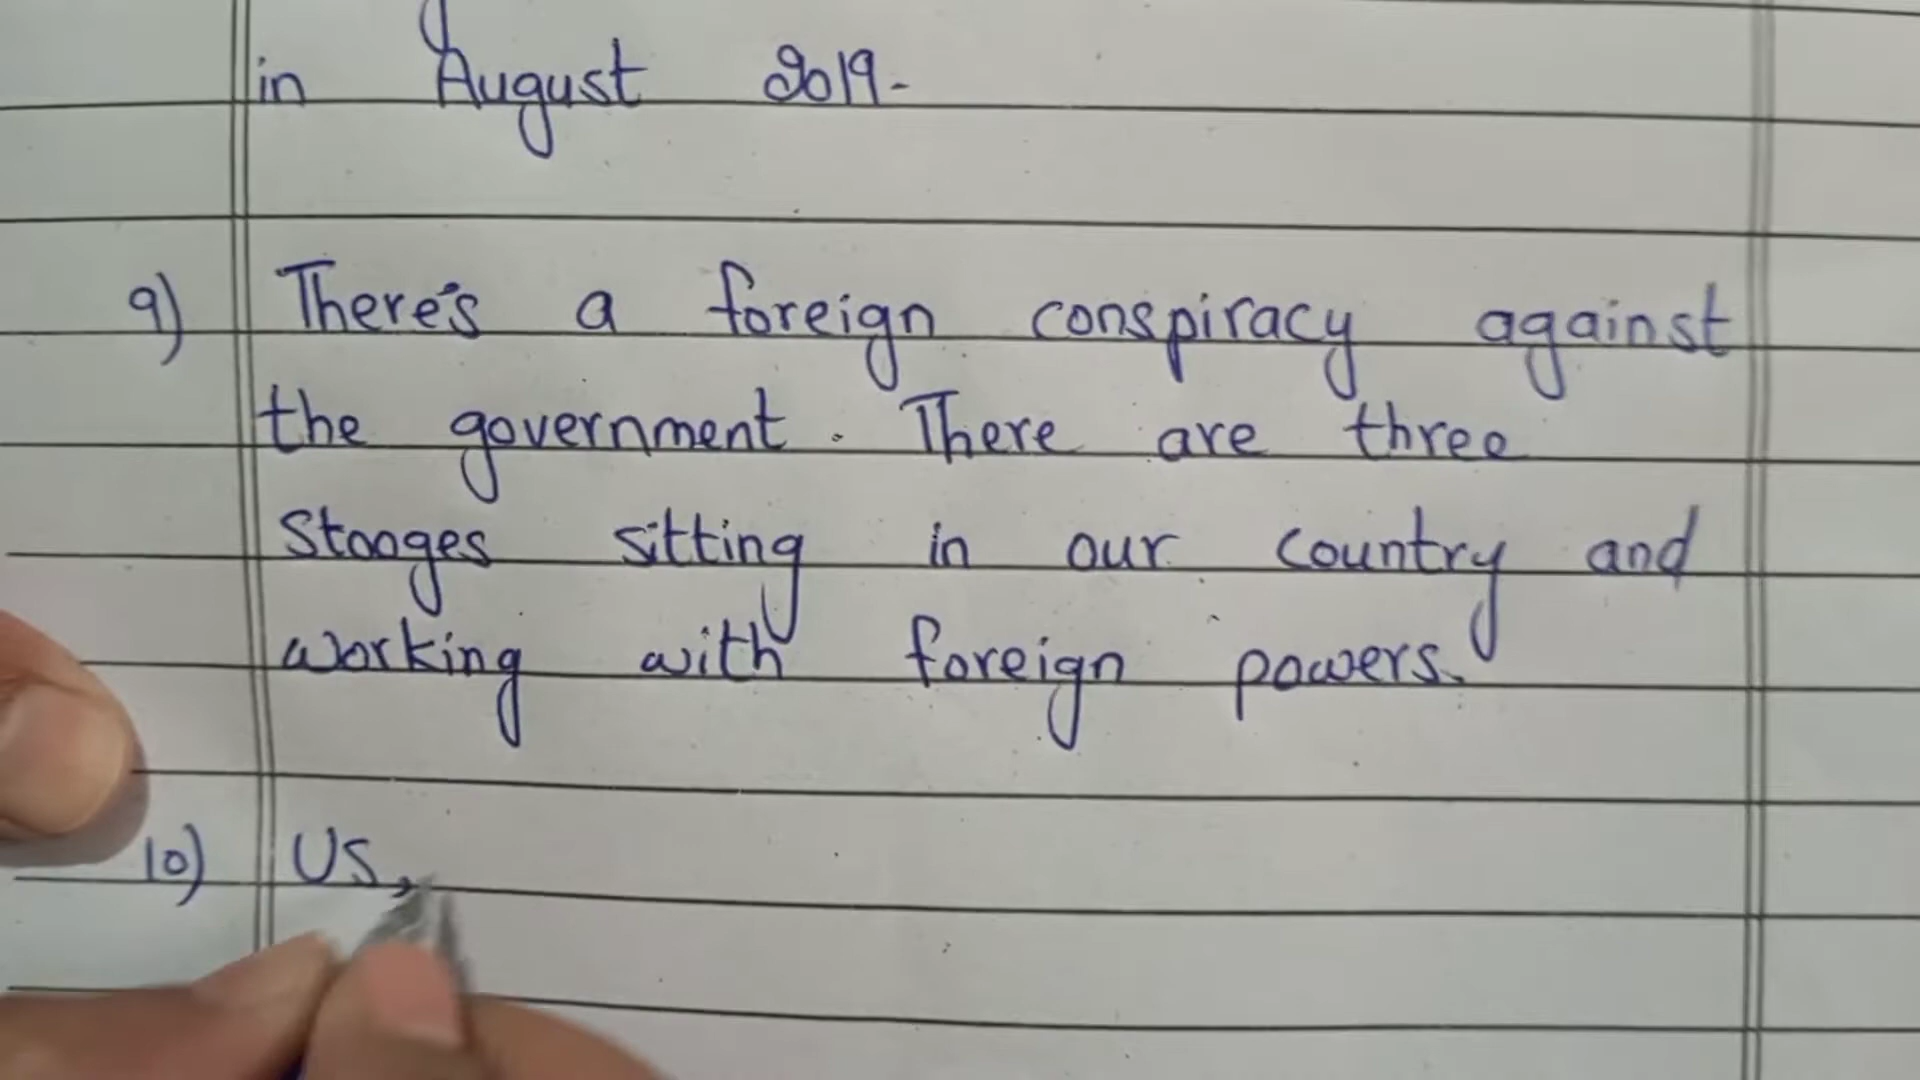 in August 2019-
9) There's a foreign conspiracy against
the government. There are three
Stooges sitting in our country and
working with foreign powers.
10) US,